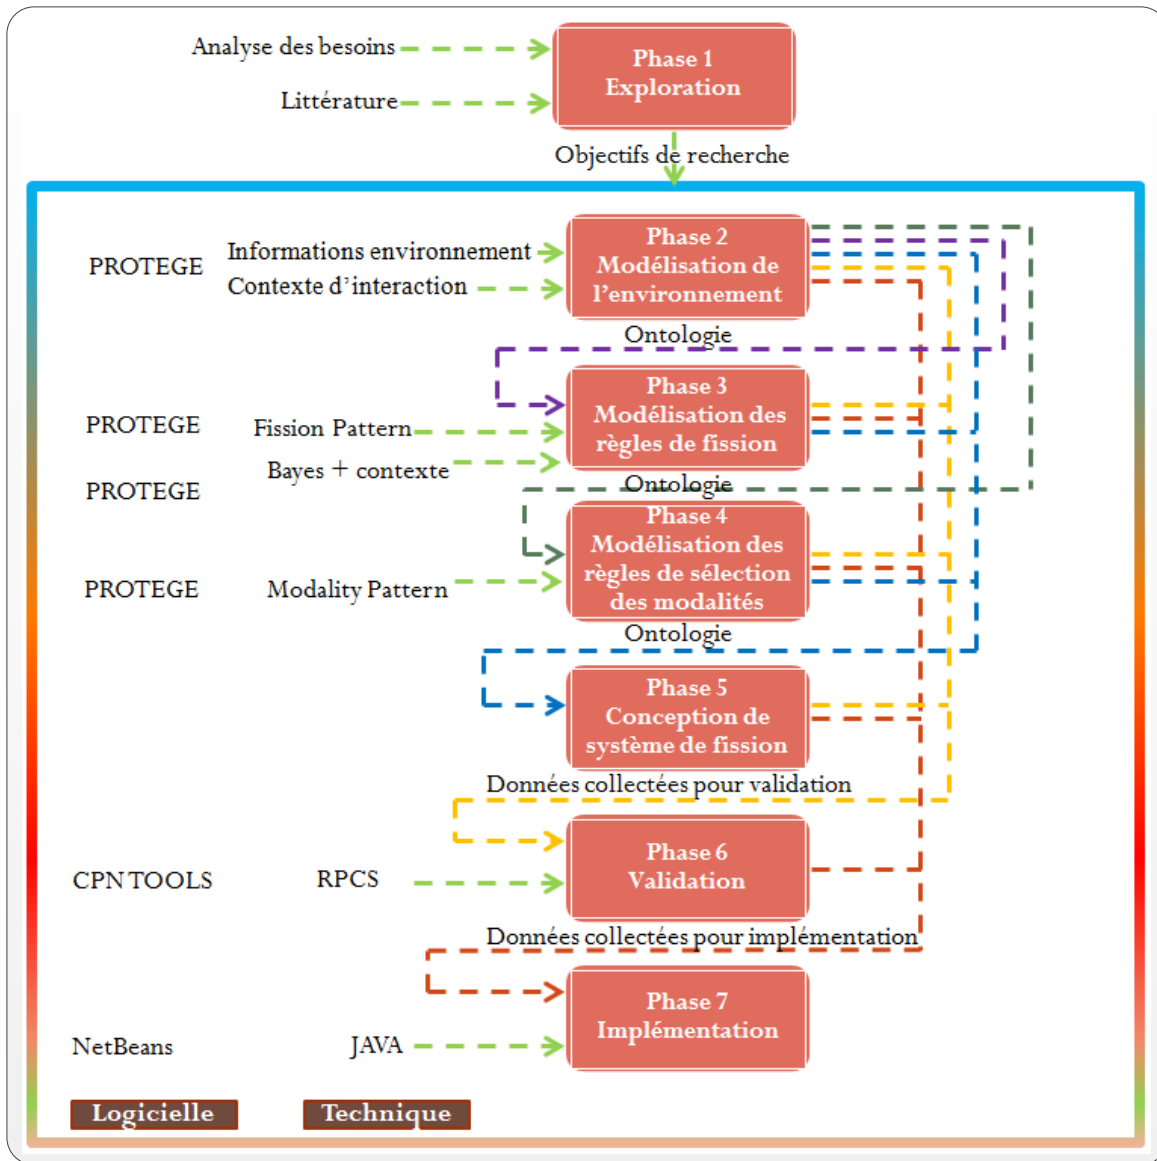 Analyse des besoins
Littérature
Phase 1
Exploration
Objectifs de recherche
PROTEGE
Informations environnement
Contexte d'interaction
Phase 2
Modélisation de
l'environnement
Ontologie
PROTEGE
Fission Pattern
Bayes + contexte
Phase 3
Modélisation des
règles de fission
PROTEGE
Ontologie
PROTEGE
Modality Pattern
Phase 4
Modélisation des
règles de sélection
des modalités
Ontologie
Phase 5
Conception de
système de fission
Données collectées pour validation
CPN TOOLS
RPCS
Phase 6
Validation
Données collectées pour implémentation
NetBeans
JAVA
Phase 7
Implémentation
Logicielle
Technique